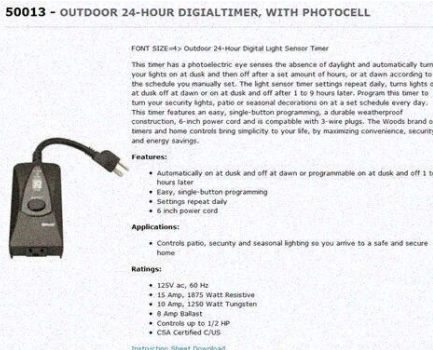 50013 - OUTDOOR 24-HOUR DIGIALTIMER, WITH PHOTOCELL
FONT SIZE=4> Outdoor 24-Hour Digital Light Sensor Timer
This timer has a photoelectric eye senses the absence of daylight and automatically turn
your lights on at dusk and then off after a set amount of hours, or at dawn according to
the schedule you manually set. The light sensor timer settings repeat daily, turns lights o
at dusk off at dawn or on at dusk and off after 1 to 9 hours later. Program this timer to
turn your security lights, patio or seasonal decorations on at a set schedule every day.
This timer features an easy, single-button programming, a durable weatherproof
construction, 6-inch power cord and is compatible with 3-wire plugs. The Woods brand o
timers and home controls bring simplicity to your life, by maximizing convenience, securit
and energy savings.
Features:
• Automatically on at dusk and off at dawn or programmable on at dusk and off 1 t
hours later
• Easy, single-button programming
• Settings repeat daily
• 6 inch power cord
Applications:
• Controls patio, security and seasonal lighting so you arrive to a safe and secure
home
Ratings:
• 125V ac, 60 Hz
• 15 Amp, 1875 Watt Resistive
• 10 Amp, 1250 Watt Tungsten
• 8 Amp Ballast
• Controls up to 1/2 HP
• CSA Certified C/US
Instruction Sheet Download